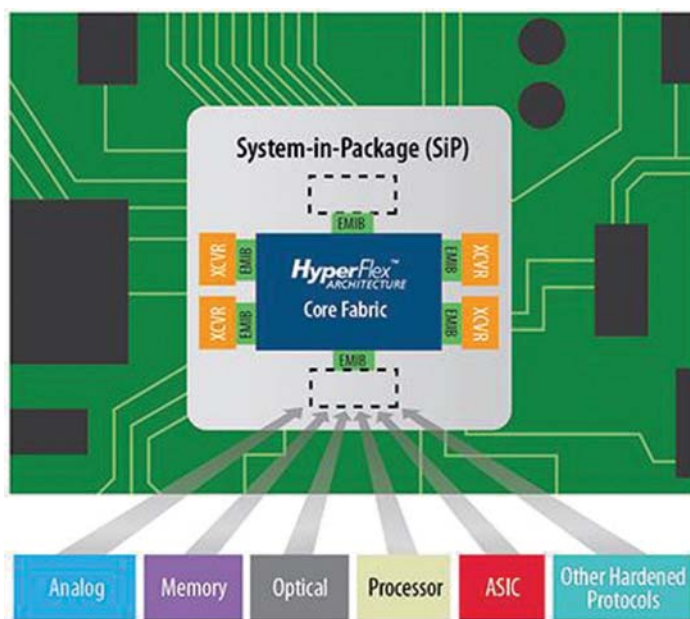 System-in-Package (SiP)
EMIB
XCVR
EMIB
HyperFlex™
ARCHITECTURE
Core Fabric
EMIB
XCVR
XCVR
EMIB
EMIB
XCVR
EMIB
Analog
Memory
Optical
Processor
ASIC
Other Hardened
Protocols